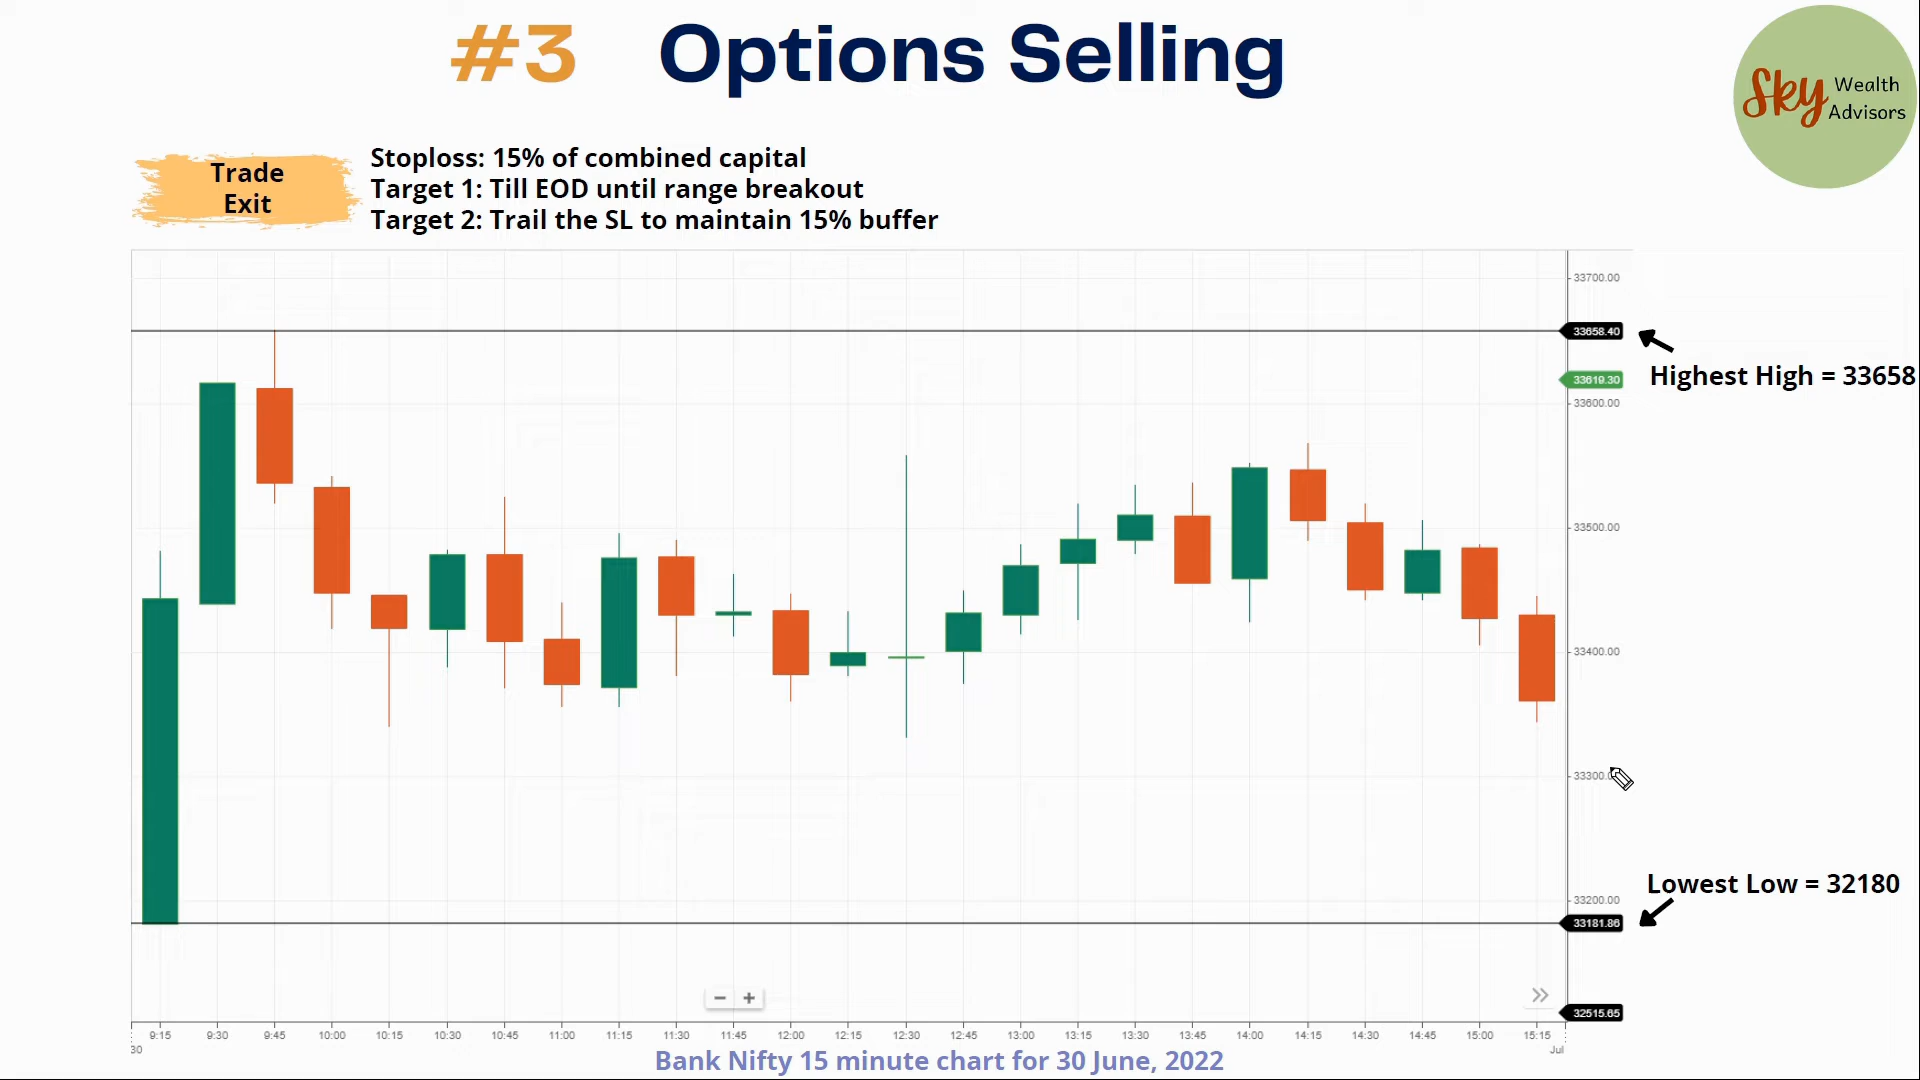 #3 Options Selling
Sky Wealth Advisors
Trade
Exit
Stoploss: 15% of combined capital
Target 1: Till EOD until range breakout
Target 2: Trail the SL to maintain 15% buffer
33700.00
33658.40
Highest High = 33658
33619.30
33600.00
33500.00
33400.00
33300.00
Lowest Low = 32180
33200.00
33181.86
32515.65
9:15 9:30 9:45 10:00 10:15 10:30 10:45 11:00 11:15 11:30 11:45 12:00 12:15 12:30 12:45 13:00 13:15 13:30 13:45 14:00 14:15 14:30 14:45 15:00 15:15
30 Jul
Bank Nifty 15 minute chart for 30 June, 2022